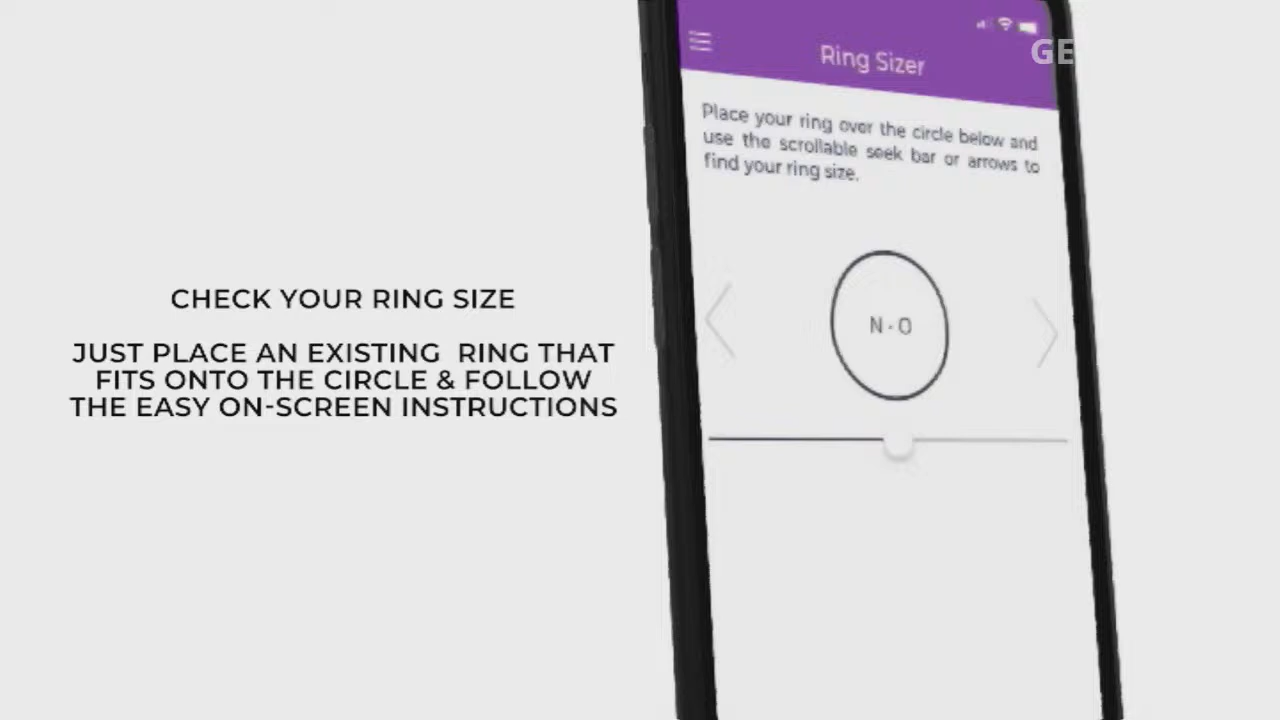 GE
Ring Sizer
Place your ring over the circle below and
use the scrollable seek bar or arrows to
find your ring size.
N - O
CHECK YOUR RING SIZE
JUST PLACE AN EXISTING RING THAT
FITS ONTO THE CIRCLE & FOLLOW
THE EASY ON-SCREEN INSTRUCTIONS